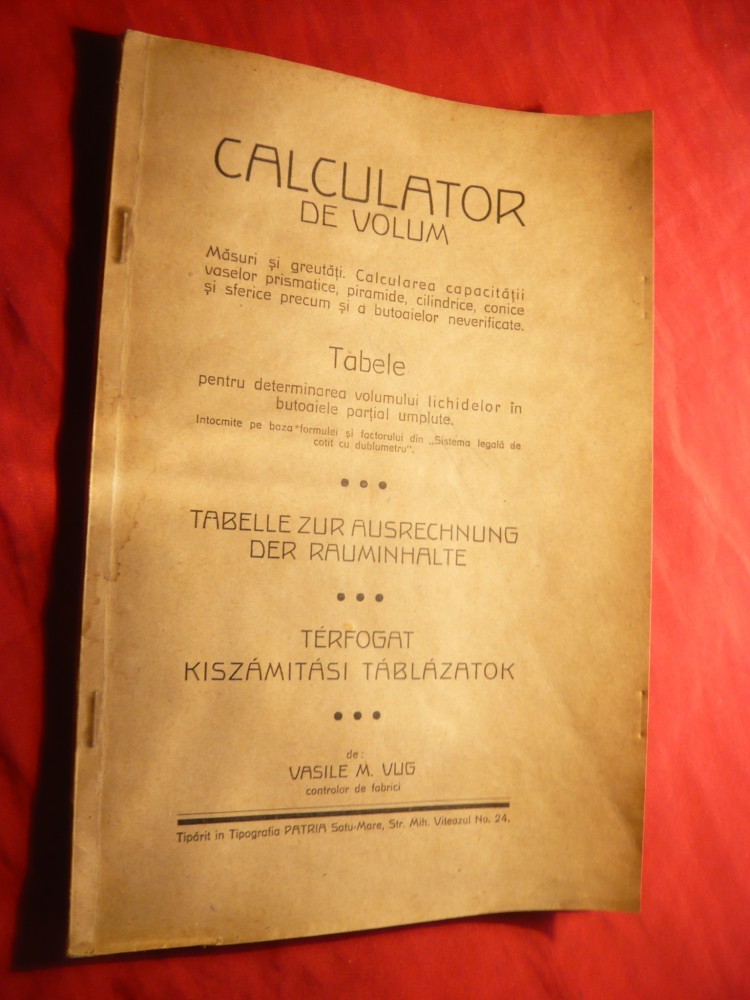 CALCULATOR
DE VOLUM
Măsuri și greutăți. Calcularea capacității
vaselor prismatice, piramide, cilindrice, conice
și sferice precum și a butoaielor neverificate.
Tabele
pentru determinarea volumului lichidelor în
butoaiele parțial umplute.
Intocmite pe baza formulei și factorului din „Sistema legală de
cotit cu dublumetru".
TABELLE ZUR AUSRECHNUNG
DER RAUMINHALTE
TÉRFOGAT
KISZÁMITÁSI TÁBLÁZATOK
de:
VASILE M. VUG
controlor de fabrici
Tipărit in Tipografia PATRIA Satu-Mare, Str. Mih. Viteazul No. 24.